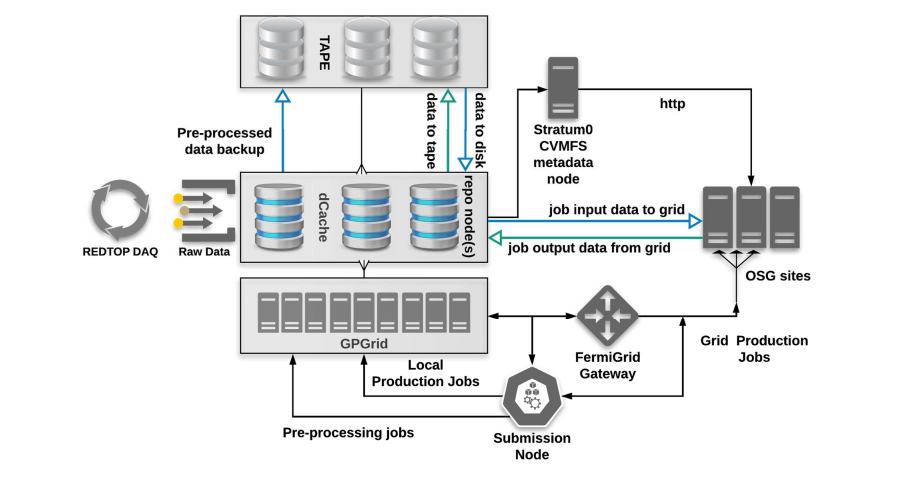 TAPE
Pre-processed
data backup
data to tape
data to disk
http
Stratum0
CVMFS
metadata
node
dCache
repo node(s)
job input data to grid
job output data from grid
REDTOP DAQ
Raw Data
OSG sites
GPGrid
FermiGrid
Gateway
Grid Production
Jobs
Local
Production Jobs
Pre-processing jobs
Submission
Node